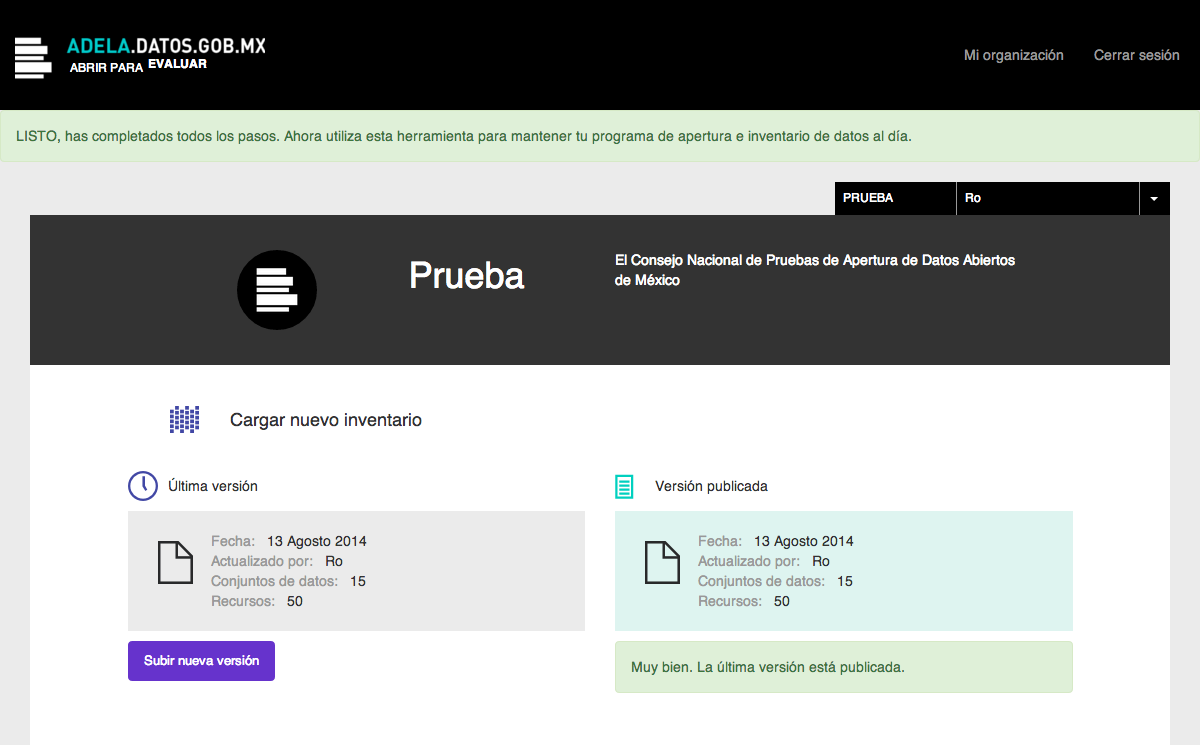 ADELA.DATOS.GOB.MX
ABRIR PARA EVALUAR
Mi organización
Cerrar sesión
LISTO, has completados todos los pasos. Ahora utiliza esta herramienta para mantener tu programa de apertura e inventario de datos al día.
PRUEBA
Ro
Prueba
El Consejo Nacional de Pruebas de Apertura de Datos Abiertos
de México
Cargar nuevo inventario
Última versión
Fecha: 13 Agosto 2014
Actualizado por: Ro
Conjuntos de datos: 15
Recursos: 50
Subir nueva versión
Versión publicada
Fecha: 13 Agosto 2014
Actualizado por: Ro
Conjuntos de datos: 15
Recursos: 50
Muy bien. La última versión está publicada.